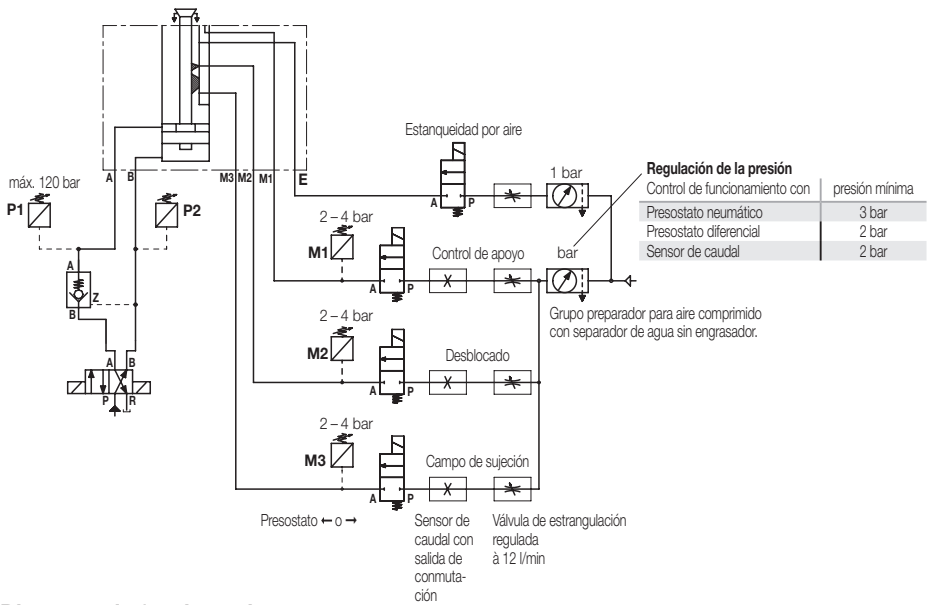 Estanqueidad por aire
A B M3 M2 M1 E
máx. 120 bar
P1
P2
A
Z
B
A B
P R
A P
1 bar
Regulación de la presión
Control de funcionamiento con presión mínima
Presostato neumático 3 bar
Presostato diferencial 2 bar
Sensor de caudal 2 bar
2 – 4 bar
M1
A P
Control de apoyo
bar
Grupo preparador para aire comprimido
con separador de agua sin engrasador.
2 – 4 bar
M2
A P
Desblocado
2 – 4 bar
M3
A P
Campo de sujeción
Presostato ← o →
Sensor de
caudal con
salida de
conmuta-
ción
Válvula de estrangulación
regulada
à 12 l/min